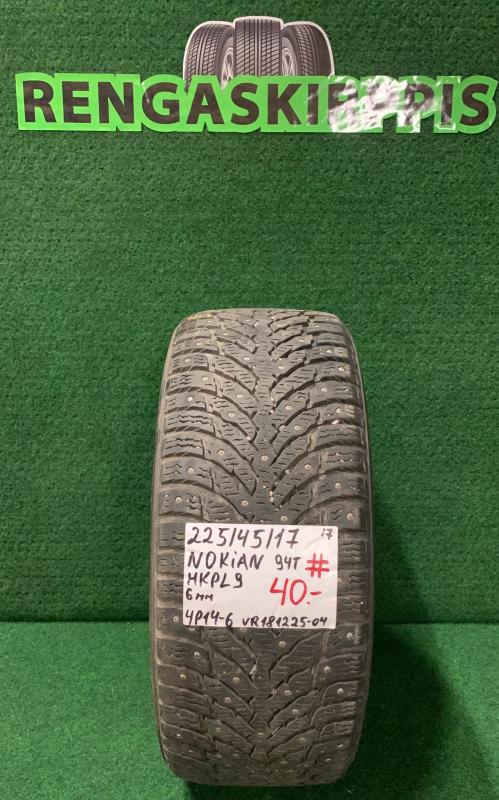 RENGASKIRPPIS
225/45/17 17
NOKiAN 94T #
HKPL9
6mm 40.-
4P14-6 VR181225-04